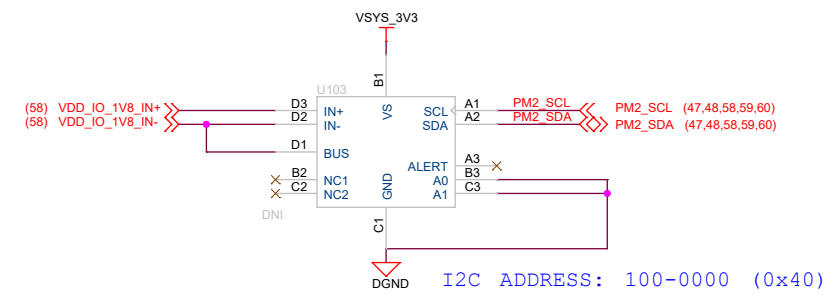 VSYS_3V3
B1
U103
(58) VDD_IO_1V8_IN+ D3 IN+ VS SCL A1 PM2_SCL PM2_SCL (47,48,58,59,60)
(58) VDD_IO_1V8_IN- D2 IN- SDA A2 PM2_SDA PM2_SDA (47,48,58,59,60)
D1 BUS
ALERT A3
B2 NC1 A0 B3
C2 NC2 GND A1 C3
DNI
C1
DGND
I2C ADDRESS: 100-0000 (0x40)